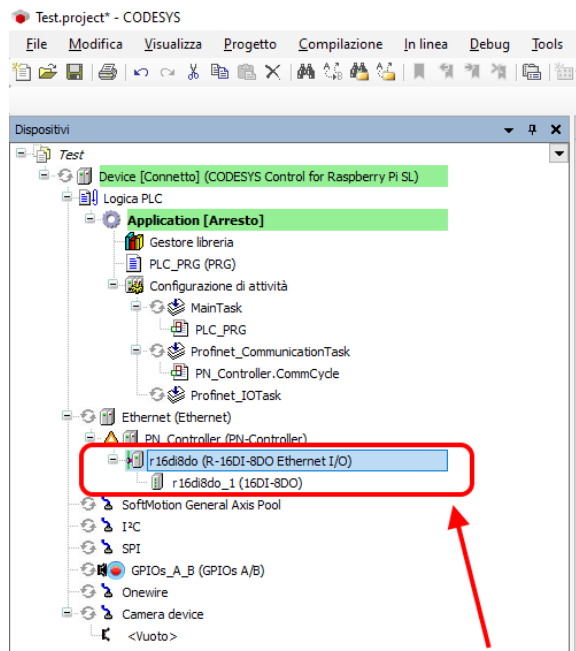 Test.project* - CODESYS
File Modifica Visualizza Progetto Compilazione In linea Debug Tools
Dispositivi
Test
Device [Connetto] (CODESYS Control for Raspberry Pi SL)
Logica PLC
Application [Arresto]
Gestore libreria
PLC_PRG (PRG)
Configurazione di attività
MainTask
PLC_PRG
Profinet_CommunicationTask
PN_Controller.CommCycle
Profinet_IOTask
Ethernet (Ethernet)
PN_Controller (PN-Controller)
r16di8do (R-16DI-8DO Ethernet I/O)
r16di8do_1 (16DI-8DO)
SoftMotion General Axis Pool
I²C
SPI
GPIOs_A_B (GPIOs A/B)
Onewire
Camera device
<Vuoto>